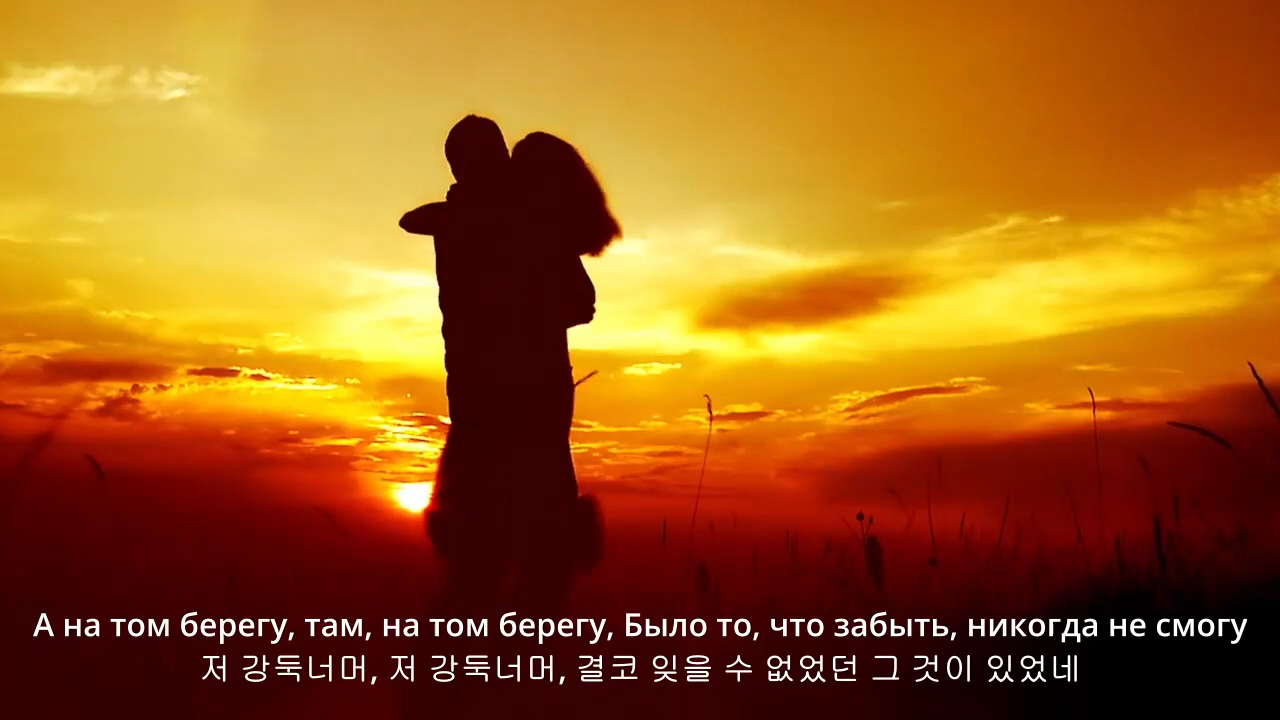 А на том берегу, там, на том берегу, Было то, что забыть, никогда не смогу
저 강둑너머, 저 강둑너머, 결코 잊을 수 없었던 그 것이 있었네